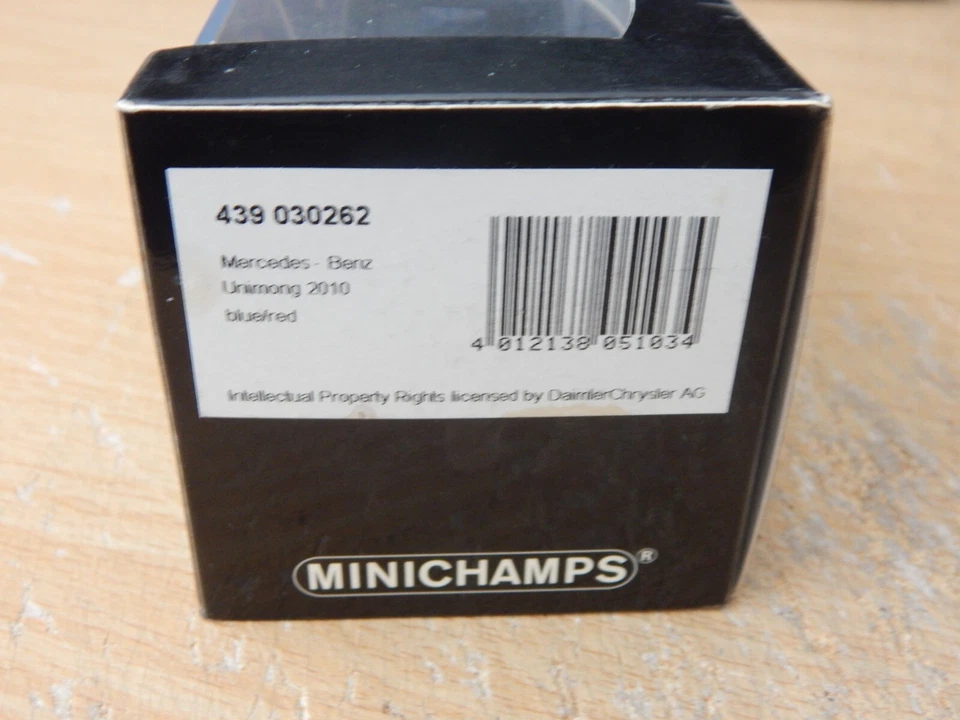 439 030262
Mercedes - Benz
Unimong 2010
blue/red
4 012138 051034
Intellectual Property Rights licensed by DaimlerChrysler AG
MINICHAMPS®